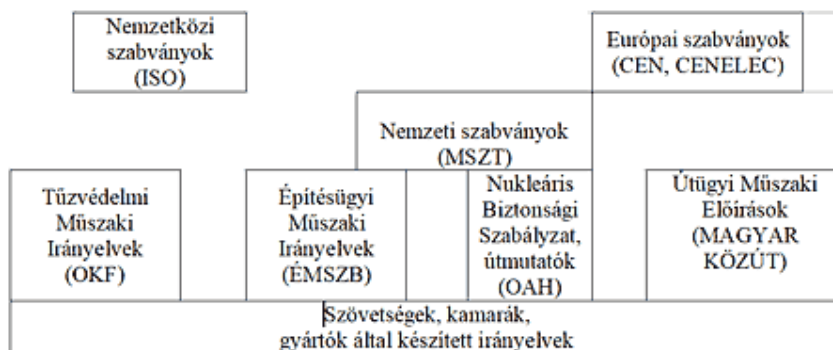 Nemzetközi
szabványok
(ISO)
Európai szabványok
(CEN, CENELEC)
Nemzeti szabványok
(MSZT)
Tűzvédelmi
Műszaki
Irányelvek
(OKF)
Építésügyi
Műszaki
Irányelvek
(ÉMSZB)
Nukleáris
Biztonsági
Szabályzat,
útmutatók
(OAH)
Útügyi Műszaki
Előírások
(MAGYAR
KÖZÚT)
Szövetségek, kamarák,
gyártók által készített irányelvek